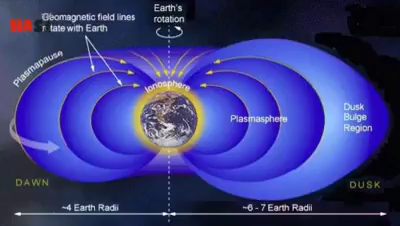 Geomagnetic field lines
rotate with Earth
Earth's
rotation
Plasmapause
Ionosphere
Plasmasphere
Dusk
Bulge
Region
DAWN
DUSK
~4 Earth Radii
~6 - 7 Earth Radii